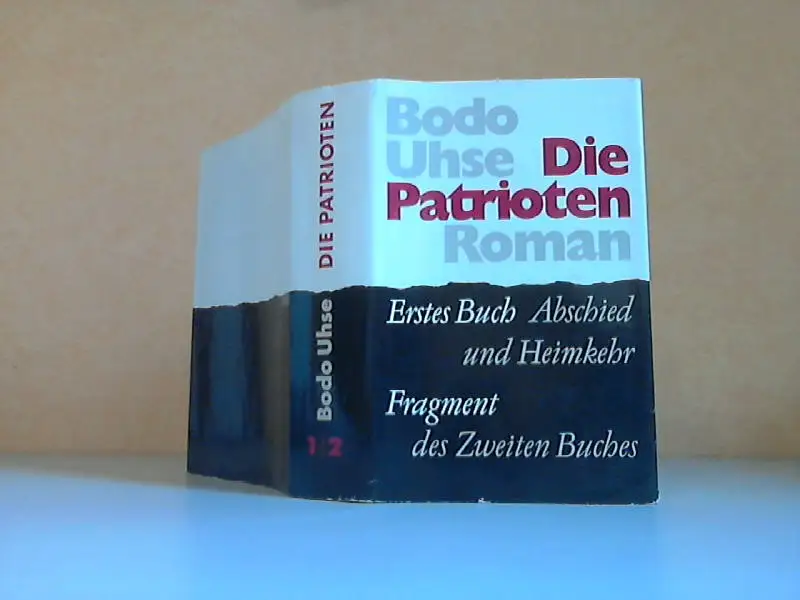 Bodo
Uhse Die
Patrioten
Roman
Erstes Buch Abschied
und Heimkehr
Fragment
des Zweiten Buches
Bodo Uhse DIE PATRIOTEN
1/2